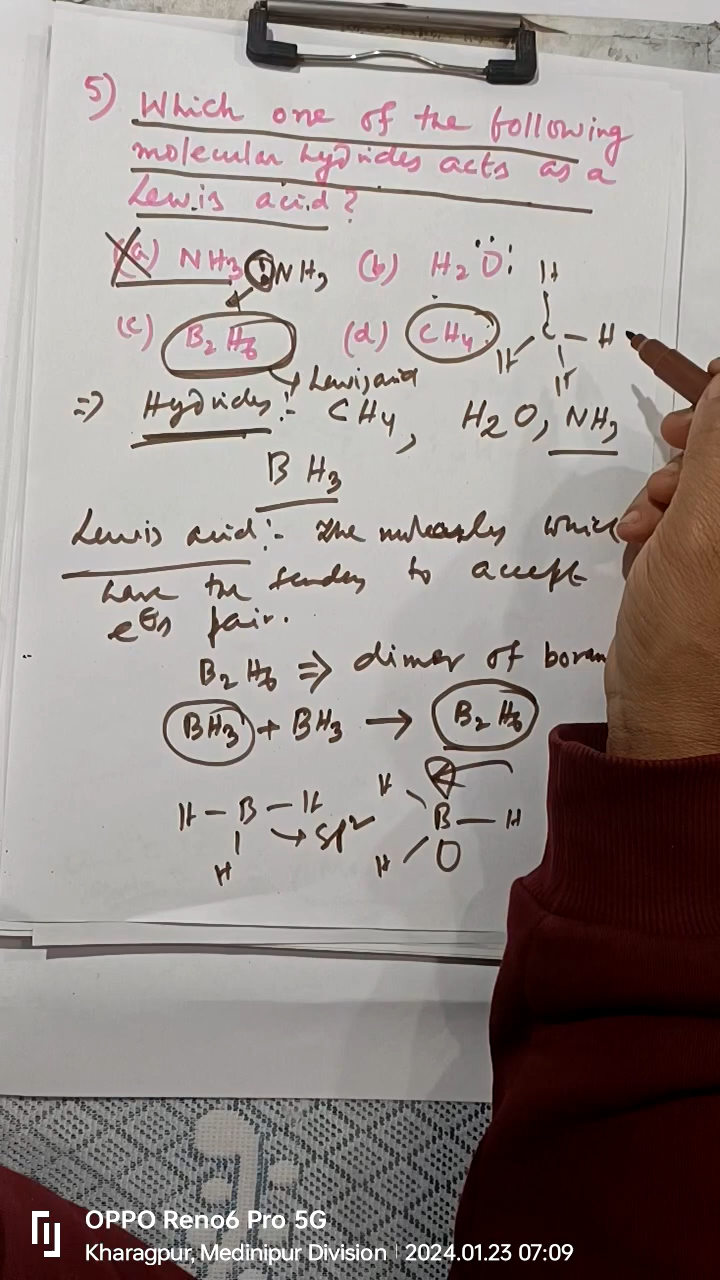 5) Which one of the following
molecular hydrides acts as a
Lewis acid?
(a) NH3 :NH3 (b) H2O:
(c) B2H6 (d) CH4
H
C — H
H H
→ Lewis acid
=> Hydrides:- CH4, H2O, NH3
BH3
Lewis acid:- The which
have the to accept
pair.
B2H6 => dimer of boran
BH3 + BH3 → B2H6
H — B — H → sp2
H
H
B — H
H
OPPO Reno6 Pro 5G
Kharagpur, Medinipur Division | 2024.01.23 07:09